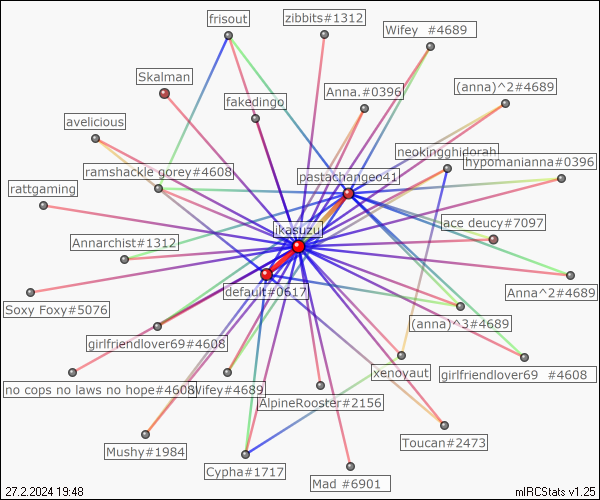 frisout
zibbits#1312
Wifey  #4689
Skalman
Anna.#0396
(anna)^2#4689
fakedingo
avelicious
neokingghidorah
hypomanianna#0396
ramshackle gorey#4608
pastachangeo41
rattgaming
ace deucy#7097
ikasuzu
Annarchist#1312
Anna^2#4689
default#0617
Soxy Foxy#5076
(anna)^3#4689
girlfriendlover69#4608
xenoyaut
girlfriendlover69  #4608
no cops no laws no hope#4608
Wifey#4689
AlpineRooster#2156
Toucan#2473
Mushy#1984
Cypha#1717
Mad #6901
27.2.2024 19:48
mIRCStats v1.25